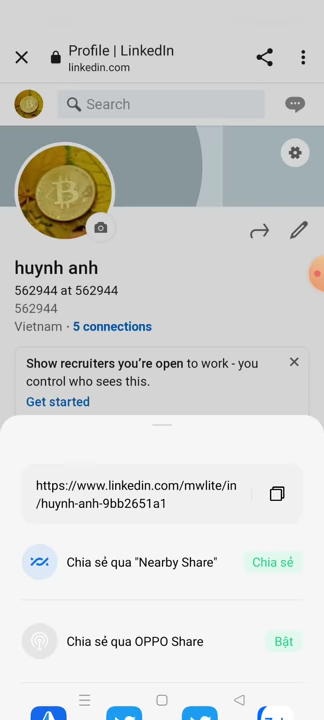 Profile | LinkedIn
linkedin.com
Search
huynh anh
562944 at 562944
562944
Vietnam · 5 connections
Show recruiters you're open to work - you
control who sees this.
Get started
https://www.linkedin.com/mwlite/in
/huynh-anh-9bb2651a1
Chia sẻ qua "Nearby Share"
Chia sẻ
Chia sẻ qua OPPO Share
Bật